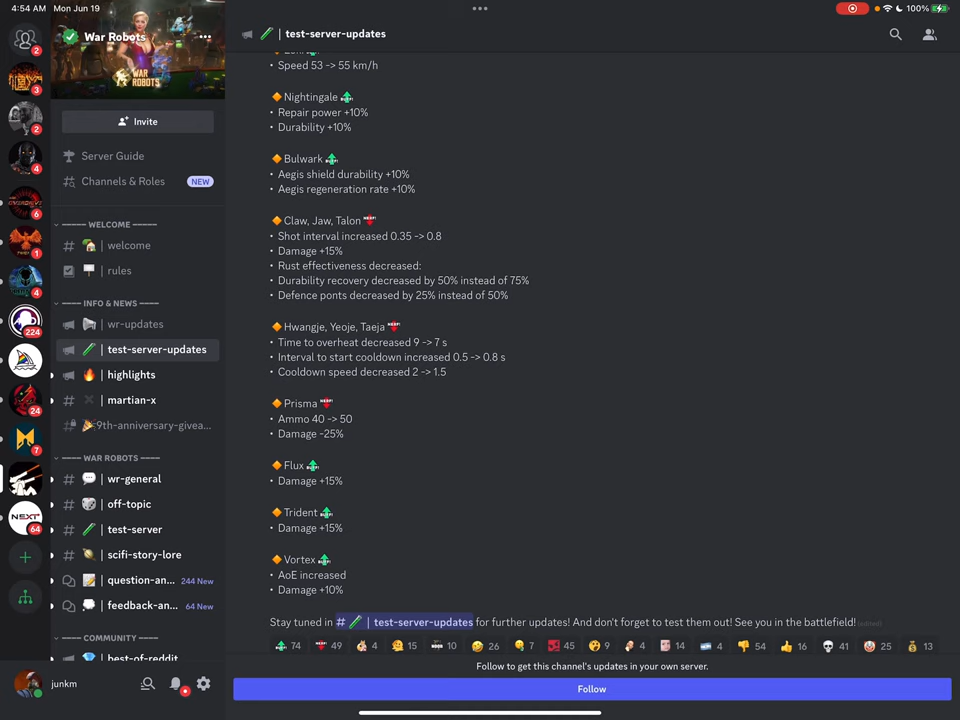 4:54 AM Mon Jun 19
100%
War Robots
WAR
ROBOTS
Invite
Server Guide
Channels & Roles
NEW
---- WELCOME ----
# | welcome
| rules
---- INFO & NEWS ----
| wr-updates
| test-server-updates
| highlights
| martian-x
9th-anniversary-givea...
---- WAR ROBOTS ----
# | wr-general
# | off-topic
# | test-server
# | scifi-story-lore
| question-an... 244 New
| feedback-an... 64 New
---- COMMUNITY ----
| best-of-reddit
junkm
2
3
2
4
6
1
4
224
24
7
NEXT
64
| test-server-updates
• Speed 53 -> 55 km/h
Nightingale
• Repair power +10%
• Durability +10%
Bulwark
• Aegis shield durability +10%
• Aegis regeneration rate +10%
Claw, Jaw, Talon
• Shot interval increased 0.35 -> 0.8
• Damage +15%
• Rust effectiveness decreased:
• Durability recovery decreased by 50% instead of 75%
• Defence ponts decreased by 25% instead of 50%
Hwangje, Yeoje, Taeja
• Time to overheat decreased 9 -> 7 s
• Interval to start cooldown increased 0.5 -> 0.8 s
• Cooldown speed decreased 2 -> 1.5
Prisma
• Ammo 40 -> 50
• Damage -25%
Flux
• Damage +15%
Trident
• Damage +15%
Vortex
• AoE increased
• Damage +10%
Stay tuned in # | test-server-updates for further updates! And don't forget to test them out! See you in the battlefield! (edited)
74 49 4 15 10 26 7 45 9 4 14 4 54 16 41 25 13
Follow to get this channel's updates in your own server.
Follow